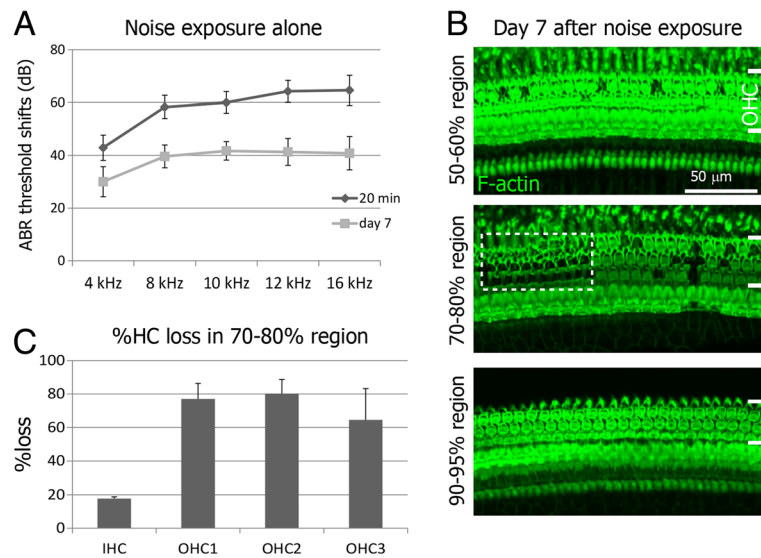 A
Noise exposure alone
ABR threshold shifts (dB)
80
60
40
20
0
20 min
day 7
4 kHz 8 kHz 10 kHz 12 kHz 16 kHz
B
Day 7 after noise exposure
50-60% region
OHC
F-actin
50 μm
70-80% region
90-95% region
C
%HC loss in 70-80% region
%loss
100
80
60
40
20
0
IHC OHC1 OHC2 OHC3